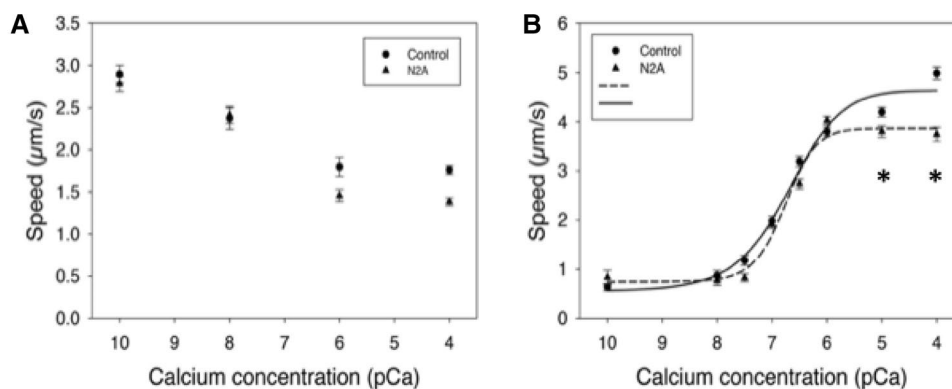 A
Speed (µm/s)
3.5
3.0
2.5
2.0
1.5
1.0
0.5
0.0
Control
N2A
10 9 8 7 6 5 4
Calcium concentration (pCa)
B
Speed (µm/s)
6
5
4
3
2
1
0
Control
N2A
* *
10 9 8 7 6 5 4
Calcium concentration (pCa)